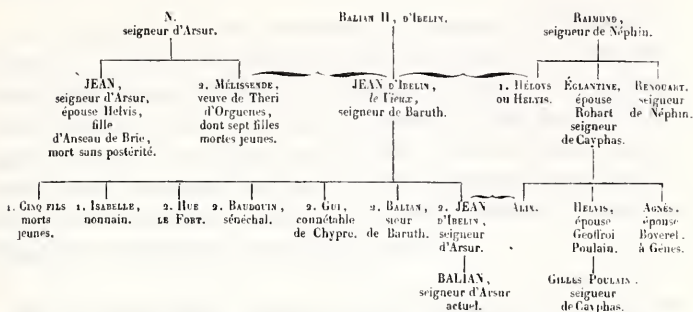 N.
seigneur d'Arsur.
BALIAN II, D'IBELIN.
RAIMOND,
seigneur de Néphin.
JEAN,
seigneur d'Arsur,
épouse Helvis,
fille
d'Anseau de Brie,
mort sans postérité.
2. MÉLISSENDE,
veuve de Theri
d'Orguenes,
dont sept filles
mortes jeunes.
JEAN D'IBELIN,
le Vieux,
seigneur de Baruth.
1. HÉLOYS
OU HELVIS.
ÉGLANTINE,
épouse
Rohart
seigneur
de Cayphas.
RENOUART,
seigneur
de Néphin.
1. CINQ FILS
morts
jeunes.
1. ISABELLE,
nonnain.
2. HUE
LE FORT.
2. BAUDOUIN,
sénéchal.
2. GUI,
connétable
de Chypre.
2. BALIAN,
sieur
de Baruth.
2. JEAN
D'IBELIN,
seigneur
d'Arsur.
ALIX.
HELVIS,
épouse
Geoffroi
Poulain.
AGNÈS,
épouse
Boverel
à Gênes.
BALIAN,
seigneur d'Arsur
actuel.
GILLES POULAIN.
seigneur
de Cayphas.